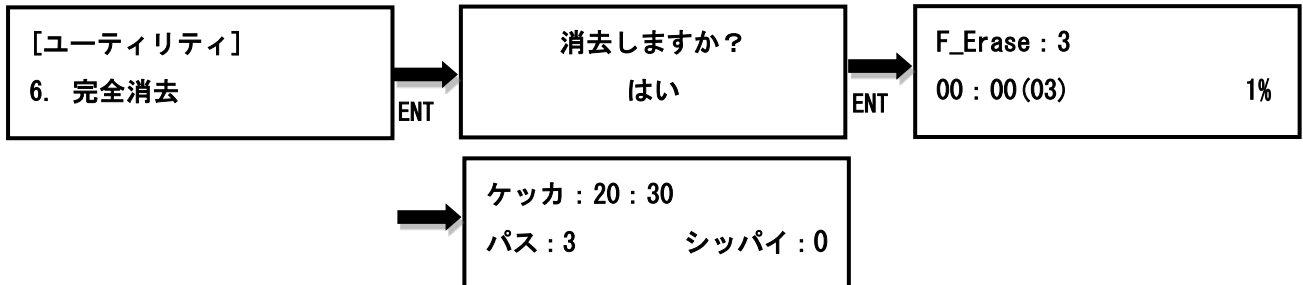 [ユーティリティ]
6. 完全消去
ENT
消去しますか?
はい
ENT
F_Erase:3
00:00(03) 1%
ケッカ:20:30
パス:3 シッパイ:0